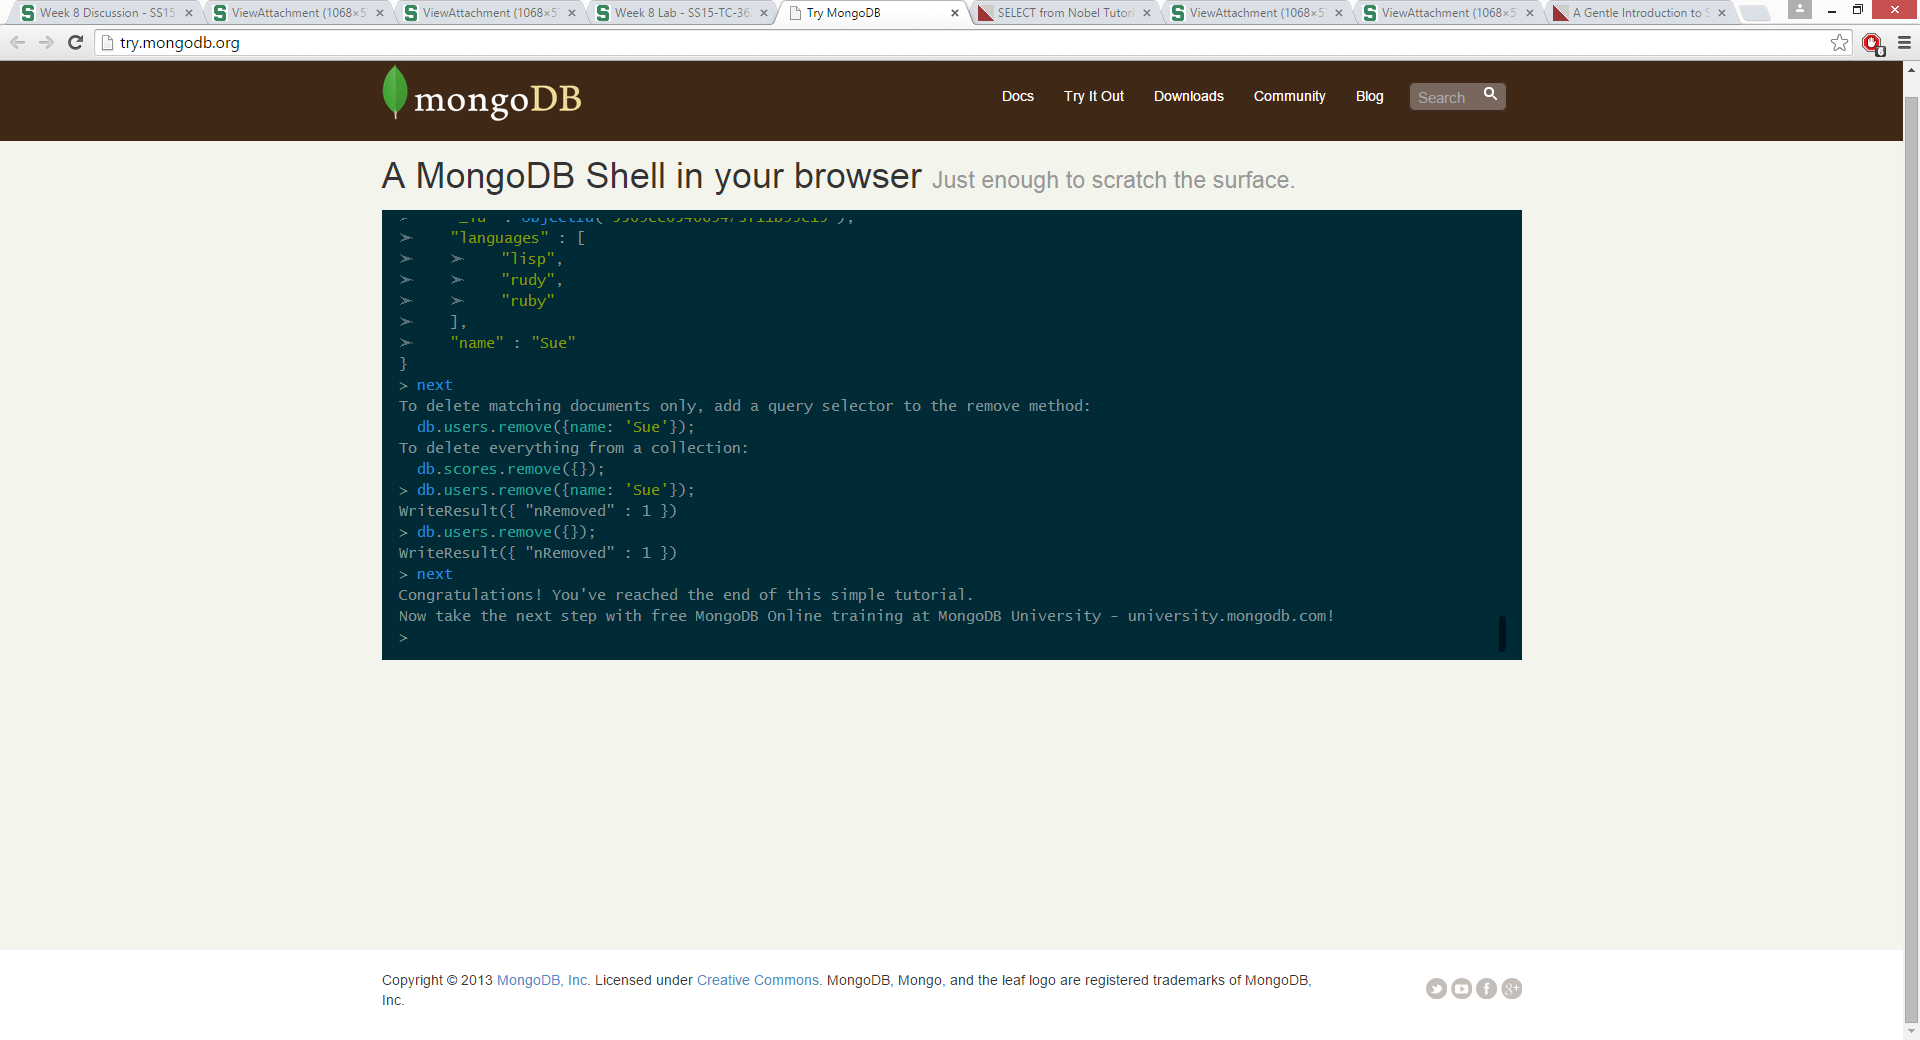 Week 8 Discussion - SS15
ViewAttachment (1068×5
ViewAttachment (1068×5
Week 8 Lab - SS15-TC-36
Try MongoDB
SELECT from Nobel Tutori
ViewAttachment (1068×5
ViewAttachment (1068×5
A Gentle Introduction to S
try.mongodb.org
6
mongoDB
Docs
Try It Out
Downloads
Community
Blog
Search
A MongoDB Shell in your browser Just enough to scratch the surface.
"languages" : [
"lisp",
"rudy",
"ruby"
],
"name" : "Sue"
}
> next
To delete matching documents only, add a query selector to the remove method:
db.users.remove({name: 'Sue'});
To delete everything from a collection:
db.scores.remove({});
> db.users.remove({name: 'Sue'});
WriteResult({ "nRemoved" : 1 })
> db.users.remove({});
WriteResult({ "nRemoved" : 1 })
> next
Congratulations! You've reached the end of this simple tutorial.
Now take the next step with free MongoDB Online training at MongoDB University - university.mongodb.com!
>
Copyright © 2013 MongoDB, Inc. Licensed under Creative Commons. MongoDB, Mongo, and the leaf logo are registered trademarks of MongoDB,
Inc.